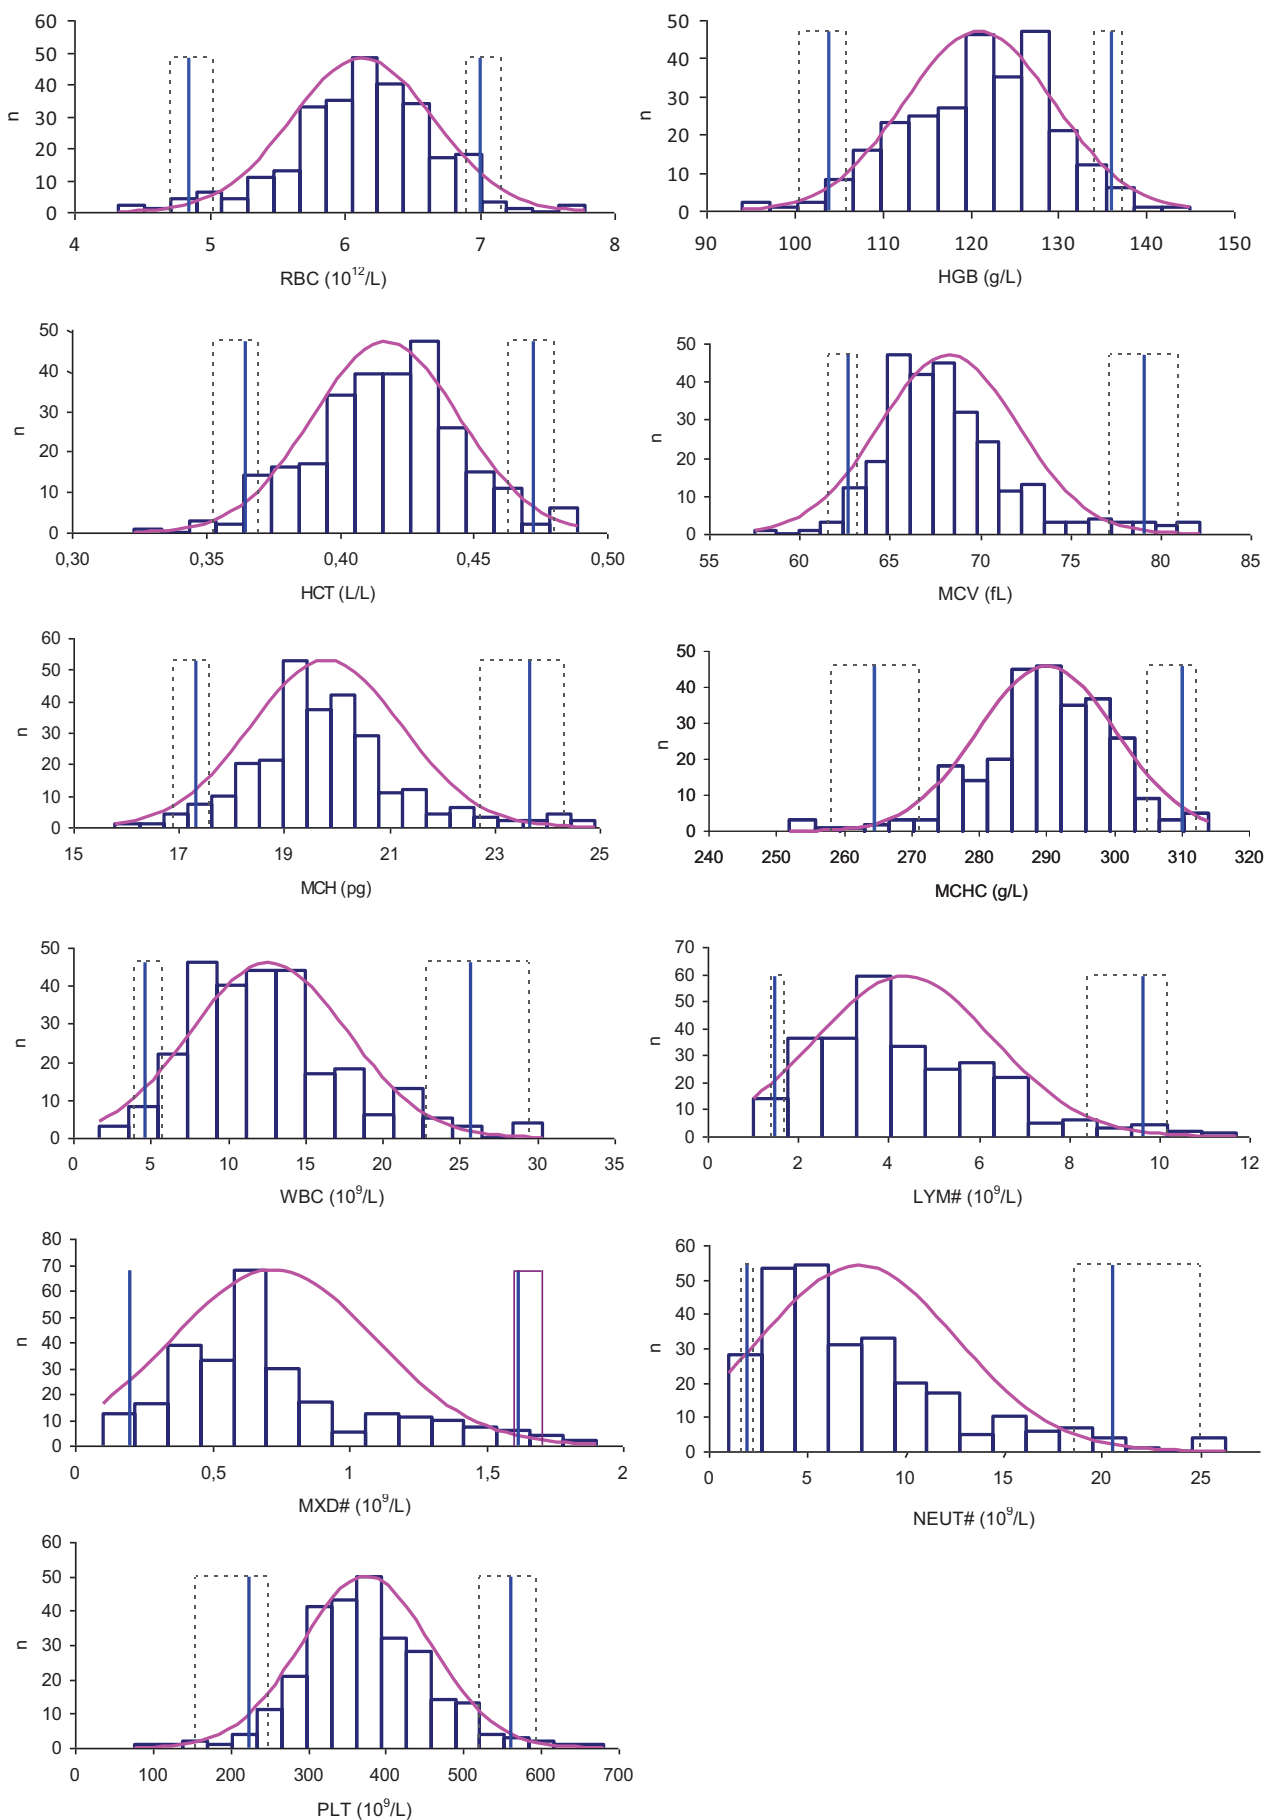 60
50
40
30
20
10
0
n
4 5 6 7 8
RBC (10¹²/L)
50
40
30
20
10
0
n
90 100 110 120 130 140 150
HGB (g/L)
50
40
30
20
10
0
n
0,30 0,35 0,40 0,45 0,50
HCT (L/L)
50
40
30
20
10
0
n
55 60 65 70 75 80 85
MCV (fL)
60
50
40
30
20
10
0
n
15 17 19 21 23 25
MCH (pg)
50
40
30
20
10
0
n
240 250 260 270 280 290 300 310 320
MCHC (g/L)
50
40
30
20
10
0
n
0 5 10 15 20 25 30 35
WBC (10⁹/L)
70
60
50
40
30
20
10
0
n
0 2 4 6 8 10 12
LYM# (10⁹/L)
80
70
60
50
40
30
20
10
0
n
0 0,5 1 1,5 2
MXD# (10⁹/L)
60
50
40
30
20
10
0
n
0 5 10 15 20 25
NEUT# (10⁹/L)
60
50
40
30
20
10
0
n
0 100 200 300 400 500 600 700
PLT (10⁹/L)